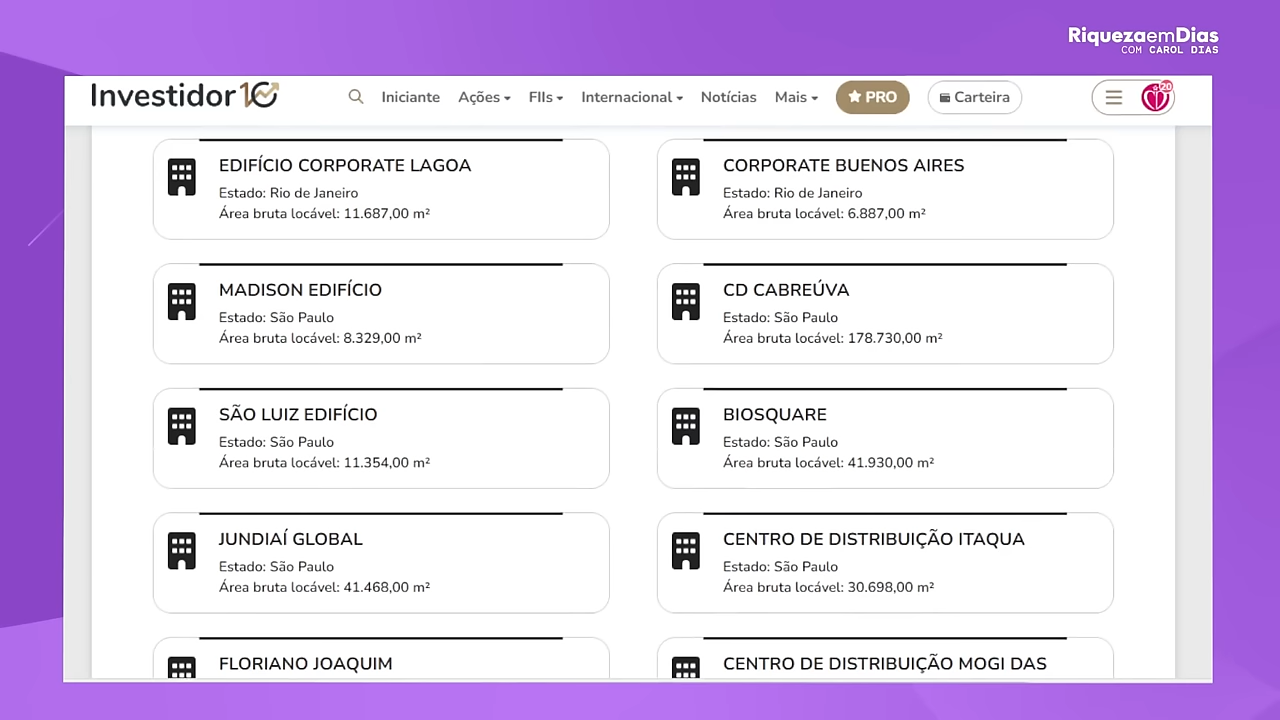 RiquezaemDias
COM CAROL DIAS
Investidor10
Iniciante
Ações
FIIs
Internacional
Notícias
Mais
PRO
Carteira
20
EDIFÍCIO CORPORATE LAGOA
Estado: Rio de Janeiro
Área bruta locável: 11.687,00 m²
CORPORATE BUENOS AIRES
Estado: Rio de Janeiro
Área bruta locável: 6.887,00 m²
MADISON EDIFÍCIO
Estado: São Paulo
Área bruta locável: 8.329,00 m²
CD CABREÚVA
Estado: São Paulo
Área bruta locável: 178.730,00 m²
SÃO LUIZ EDIFÍCIO
Estado: São Paulo
Área bruta locável: 11.354,00 m²
BIOSQUARE
Estado: São Paulo
Área bruta locável: 41.930,00 m²
JUNDIAÍ GLOBAL
Estado: São Paulo
Área bruta locável: 41.468,00 m²
CENTRO DE DISTRIBUIÇÃO ITAQUA
Estado: São Paulo
Área bruta locável: 30.698,00 m²
FLORIANO JOAQUIM
CENTRO DE DISTRIBUIÇÃO MOGI DAS